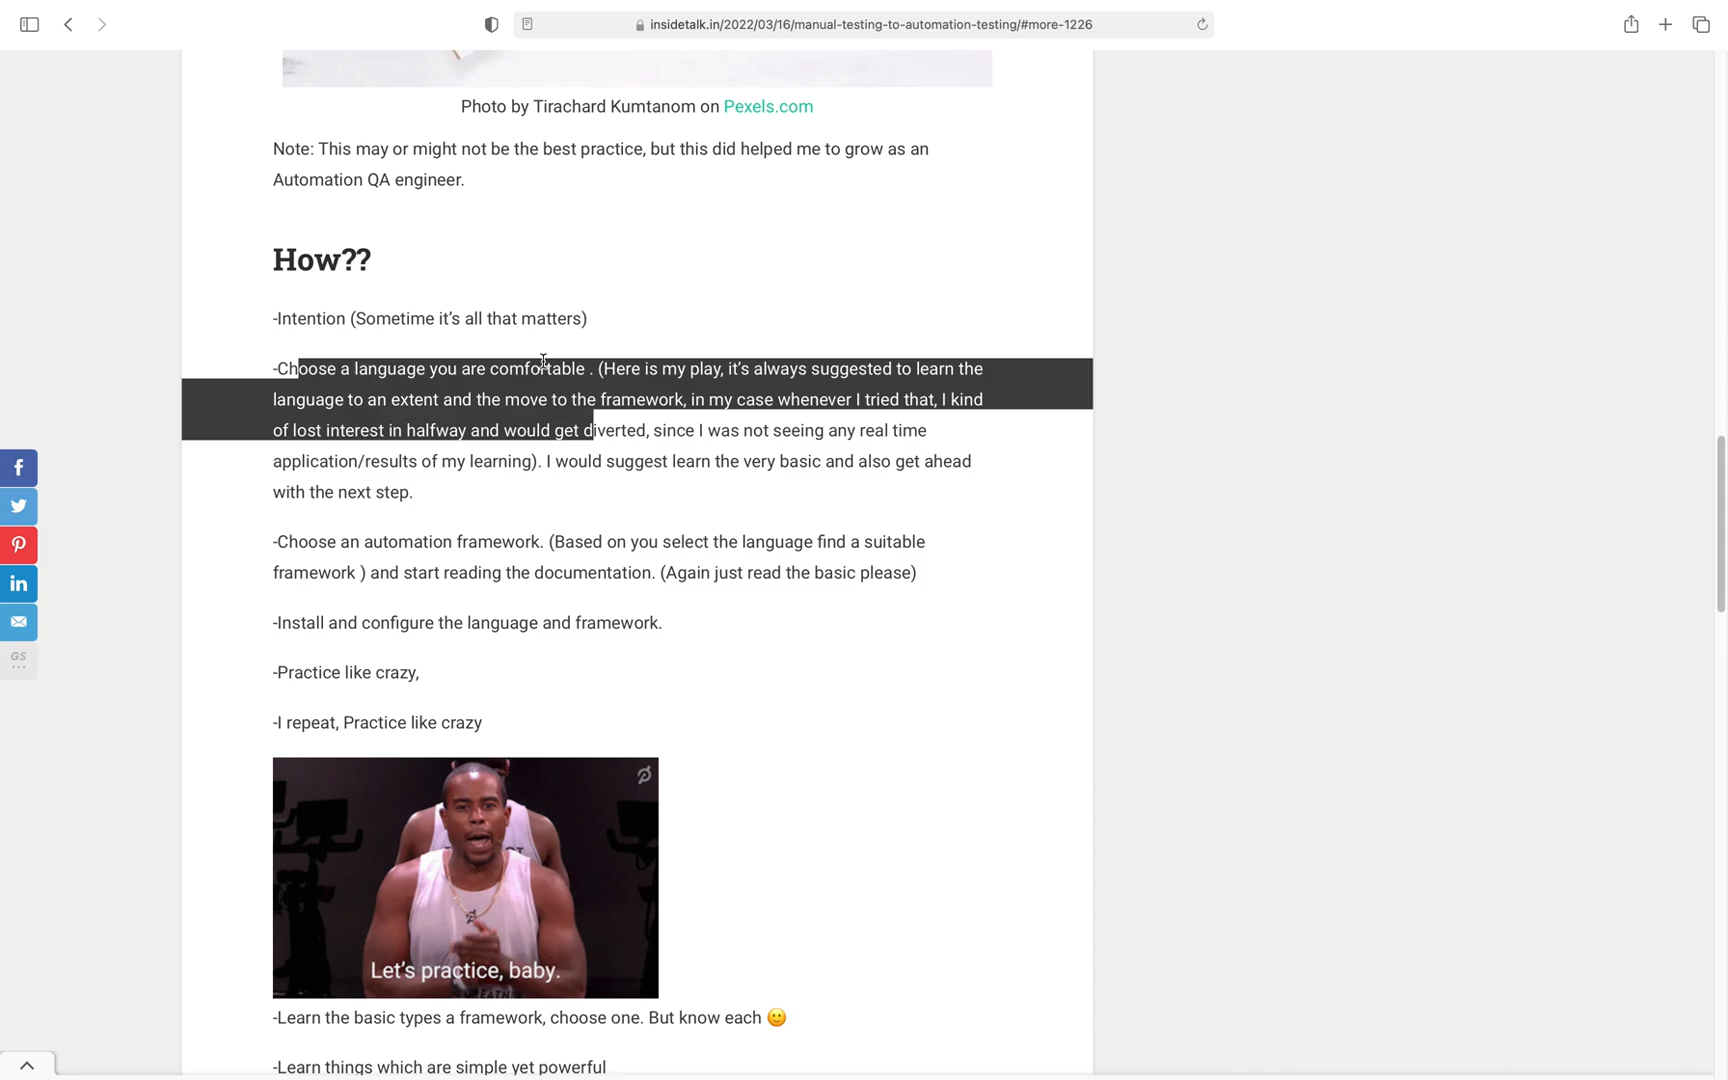 insidetalk.in/2022/03/16/manual-testing-to-automation-testing/#more-1226
Photo by Tirachard Kumtanom on Pexels.com
Note: This may or might not be the best practice, but this did helped me to grow as an
Automation QA engineer.
How??
-Intention (Sometime it’s all that matters)
-Choose a language you are comfortable . (Here is my play, it’s always suggested to learn the
language to an extent and the move to the framework, in my case whenever I tried that, I kind
of lost interest in halfway and would get diverted, since I was not seeing any real time
application/results of my learning). I would suggest learn the very basic and also get ahead
with the next step.
-Choose an automation framework. (Based on you select the language find a suitable
framework ) and start reading the documentation. (Again just read the basic please)
-Install and configure the language and framework.
-Practice like crazy,
-I repeat, Practice like crazy
Let’s practice, baby.
-Learn the basic types a framework, choose one. But know each 🙂
-Learn things which are simple yet powerful
f
in
GS